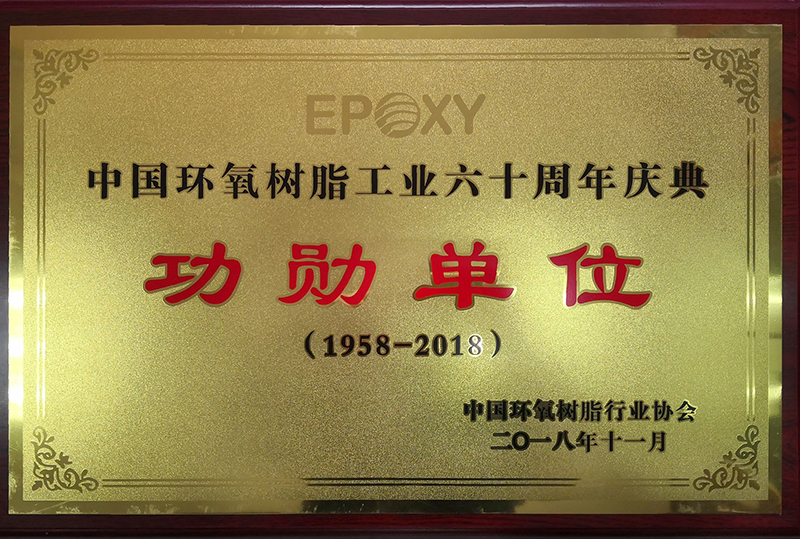 EPOXY
中国环氧树脂工业六十周年庆典
功勋单位
（1958-2018）
中国环氧树脂行业协会
二〇一八年十一月